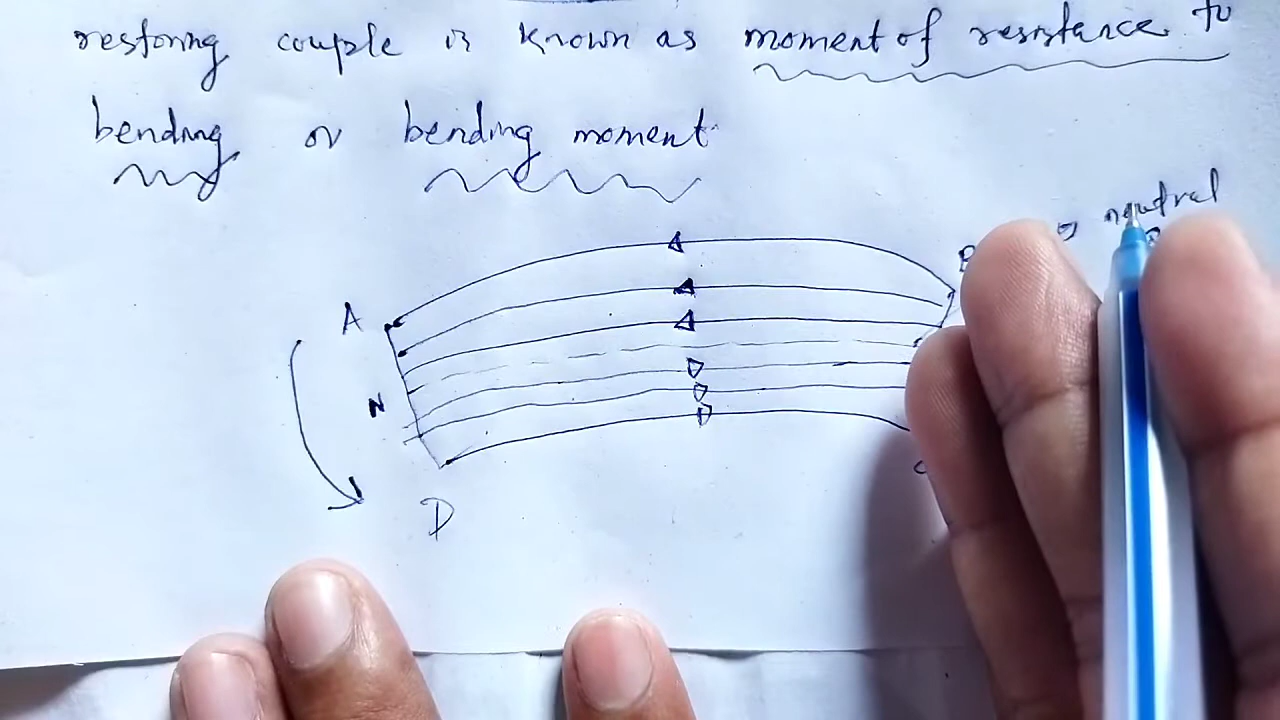 restoring couple is known as moment of resistance to
bending or bending moment
neutral
B
A
N
D